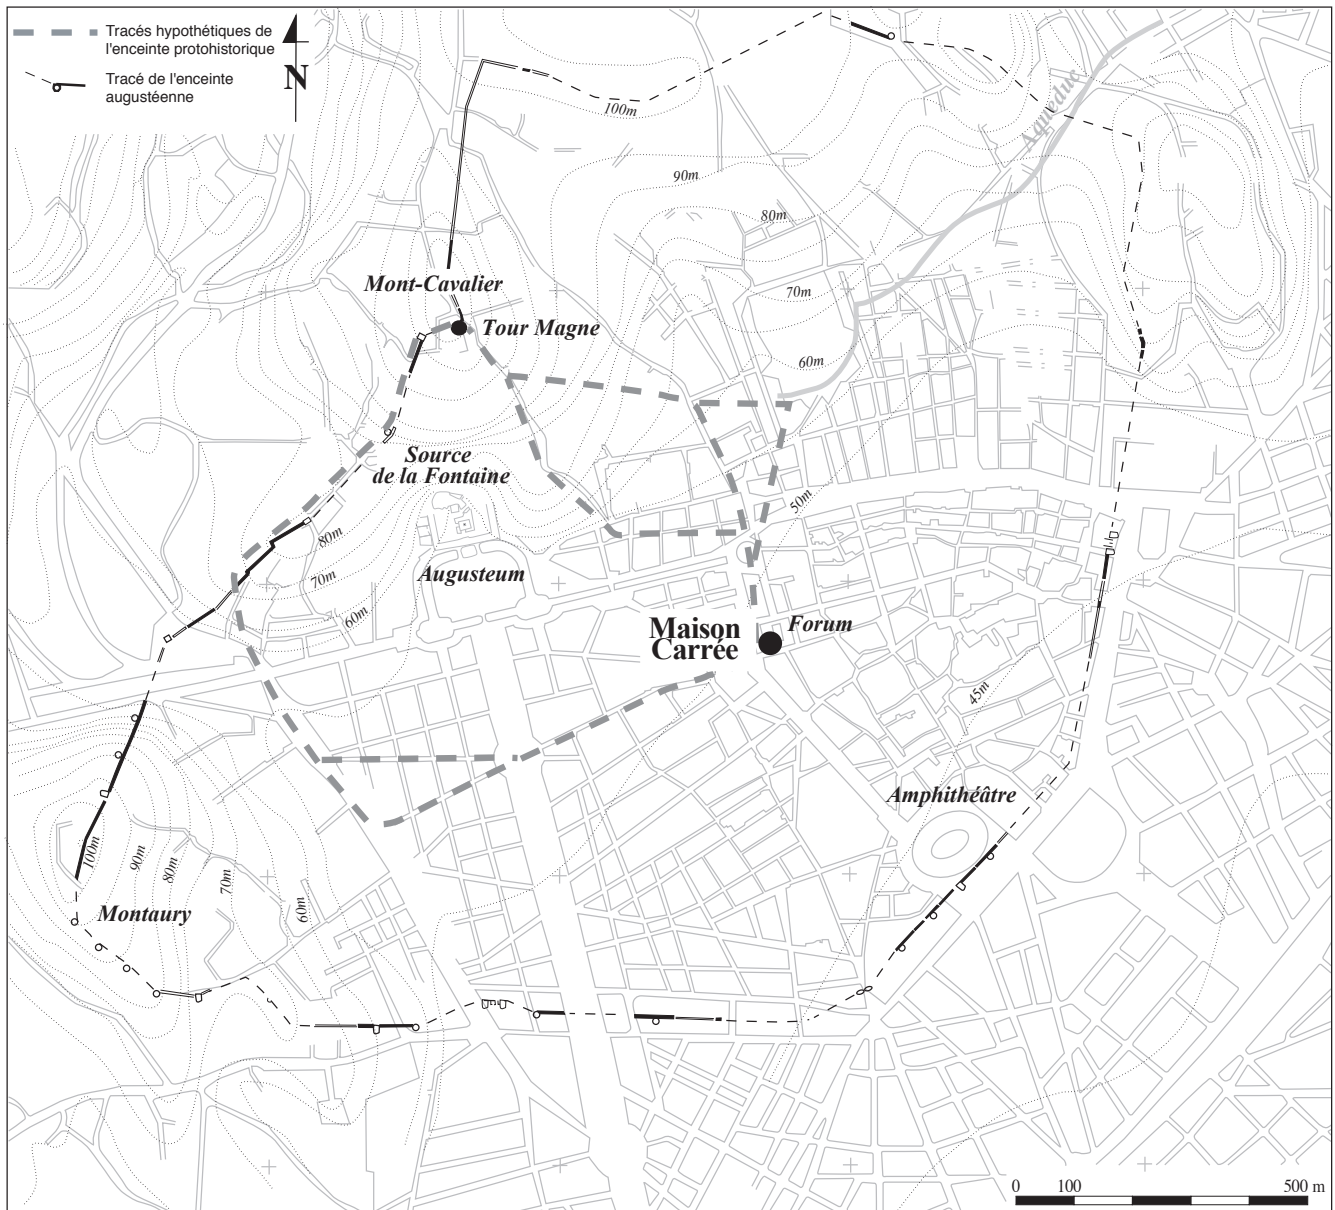 Tracés hypothétiques de
l'enceinte protohistorique
Tracé de l'enceinte
augustéenne
N
100m
Aqueduc
90m
80m
Mont-Cavalier
70m
Tour Magne
60m
Source
de la Fontaine
50m
80m
70m
Augusteum
60m
Maison
Carrée
Forum
45m
Amphithéâtre
100m
90m
80m
70m
60m
Montaury
0 100 500 m